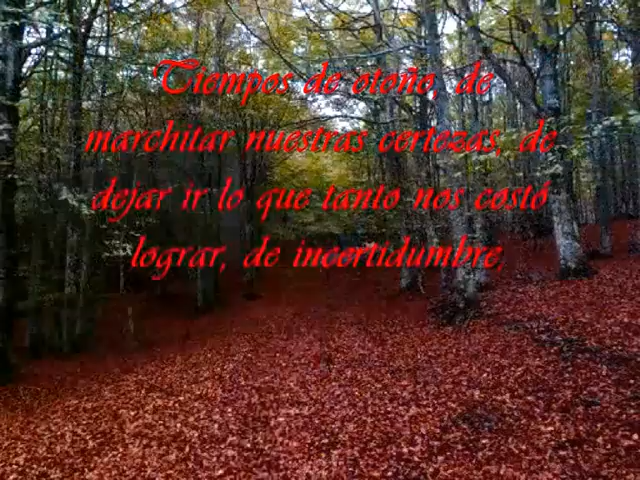 Tiempos de otoño, de
marchitar nuestras certezas, de
dejar ir lo que tanto nos costó
lograr, de incertidumbre,